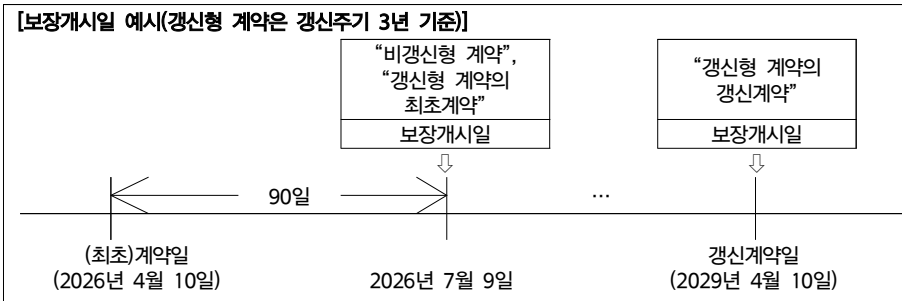 [보장개시일 예시(갱신형 계약은 갱신주기 3년 기준)]
“비갱신형 계약”,
“갱신형 계약의
최초계약”
보장개시일
“갱신형 계약의
갱신계약”
보장개시일
90일
…
(최초)계약일
(2026년 4월 10일)
2026년 7월 9일
갱신계약일
(2029년 4월 10일)